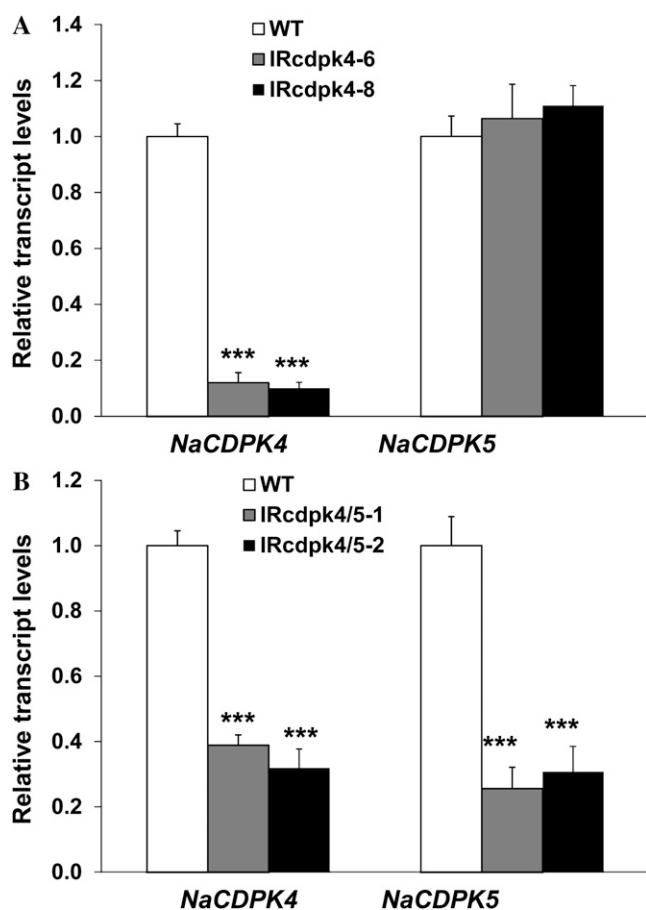 A
WT
IRcdpk4-6
IRcdpk4-8
Relative transcript levels
1.4
1.2
1.0
0.8
0.6
0.4
0.2
0.0
*** ***
NaCDPK4 NaCDPK5
B
WT
IRcdpk4/5-1
IRcdpk4/5-2
Relative transcript levels
1.2
1.0
0.8
0.6
0.4
0.2
0.0
*** *** *** ***
NaCDPK4 NaCDPK5